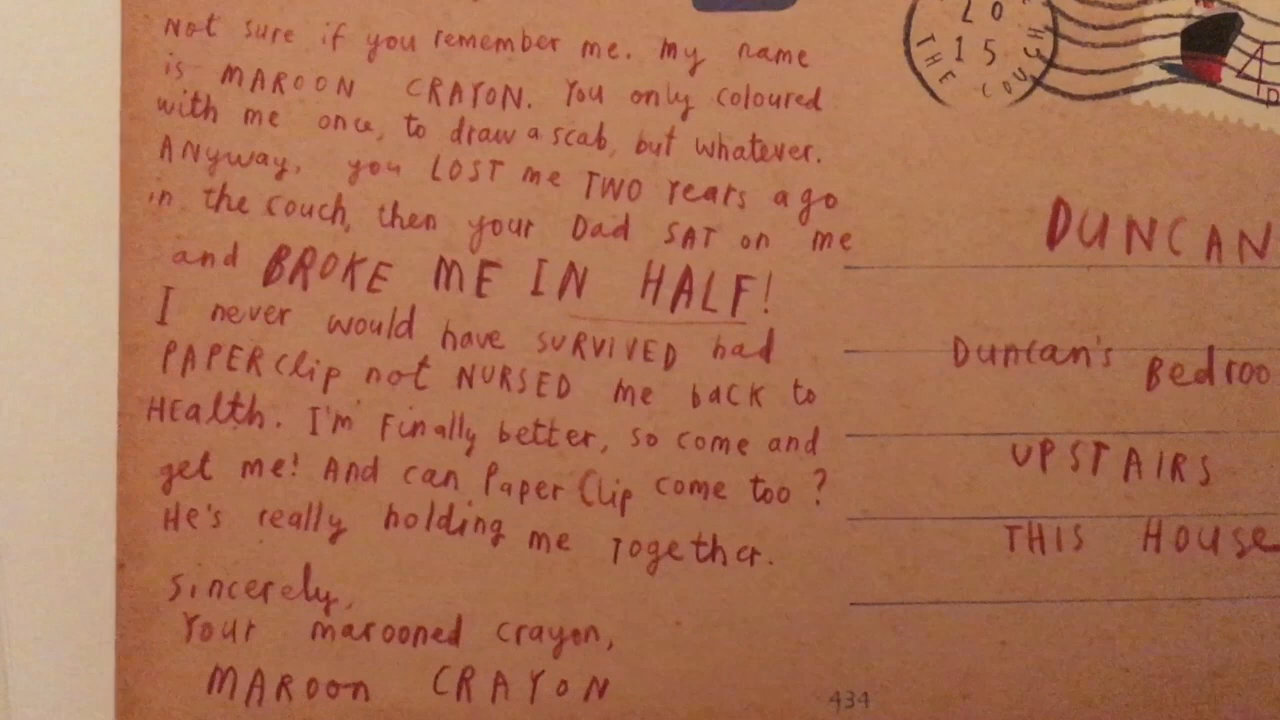 Not sure if you remember me. My name
is MAROON CRAYON. You only coloured
with me once, to draw a scab, but whatever.
ANyway, you LOST me TWO Years ago
in the couch, then your Dad SAT on me
and BROKE ME IN HALF!
I never would have SURVIVED had
PAPERClip not NURSED me back to
HEalth. I'm Finally better, so come and
get me! And can Paper Clip come too?
He's really holding me Together.
Sincerely,
Your marooned crayon,
MARoon CRAYoN
20
15
THE COU
4
P
DUNCAN
Duncan's Bedroo
UPSTAIRS
THIS HOUSe
434